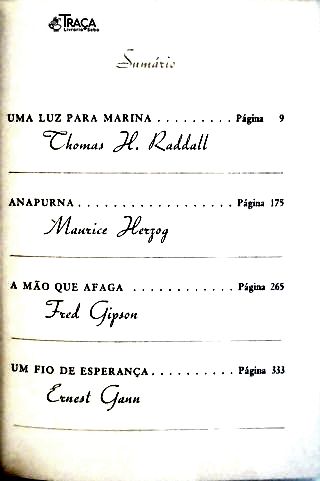 TRAÇA
Livraria e Sebo
Sumário
UMA LUZ PARA MARINA . . . . . . . . . Página 9
Thomas H. Raddall
ANAPURNA . . . . . . . . . . . . . . . . . . Página 175
Maurice Herzog
A MÃO QUE AFAGA . . . . . . . . . . . . Página 265
Fred Gipson
UM FIO DE ESPERANÇA . . . . . . . . . . Página 333
Ernest Gann